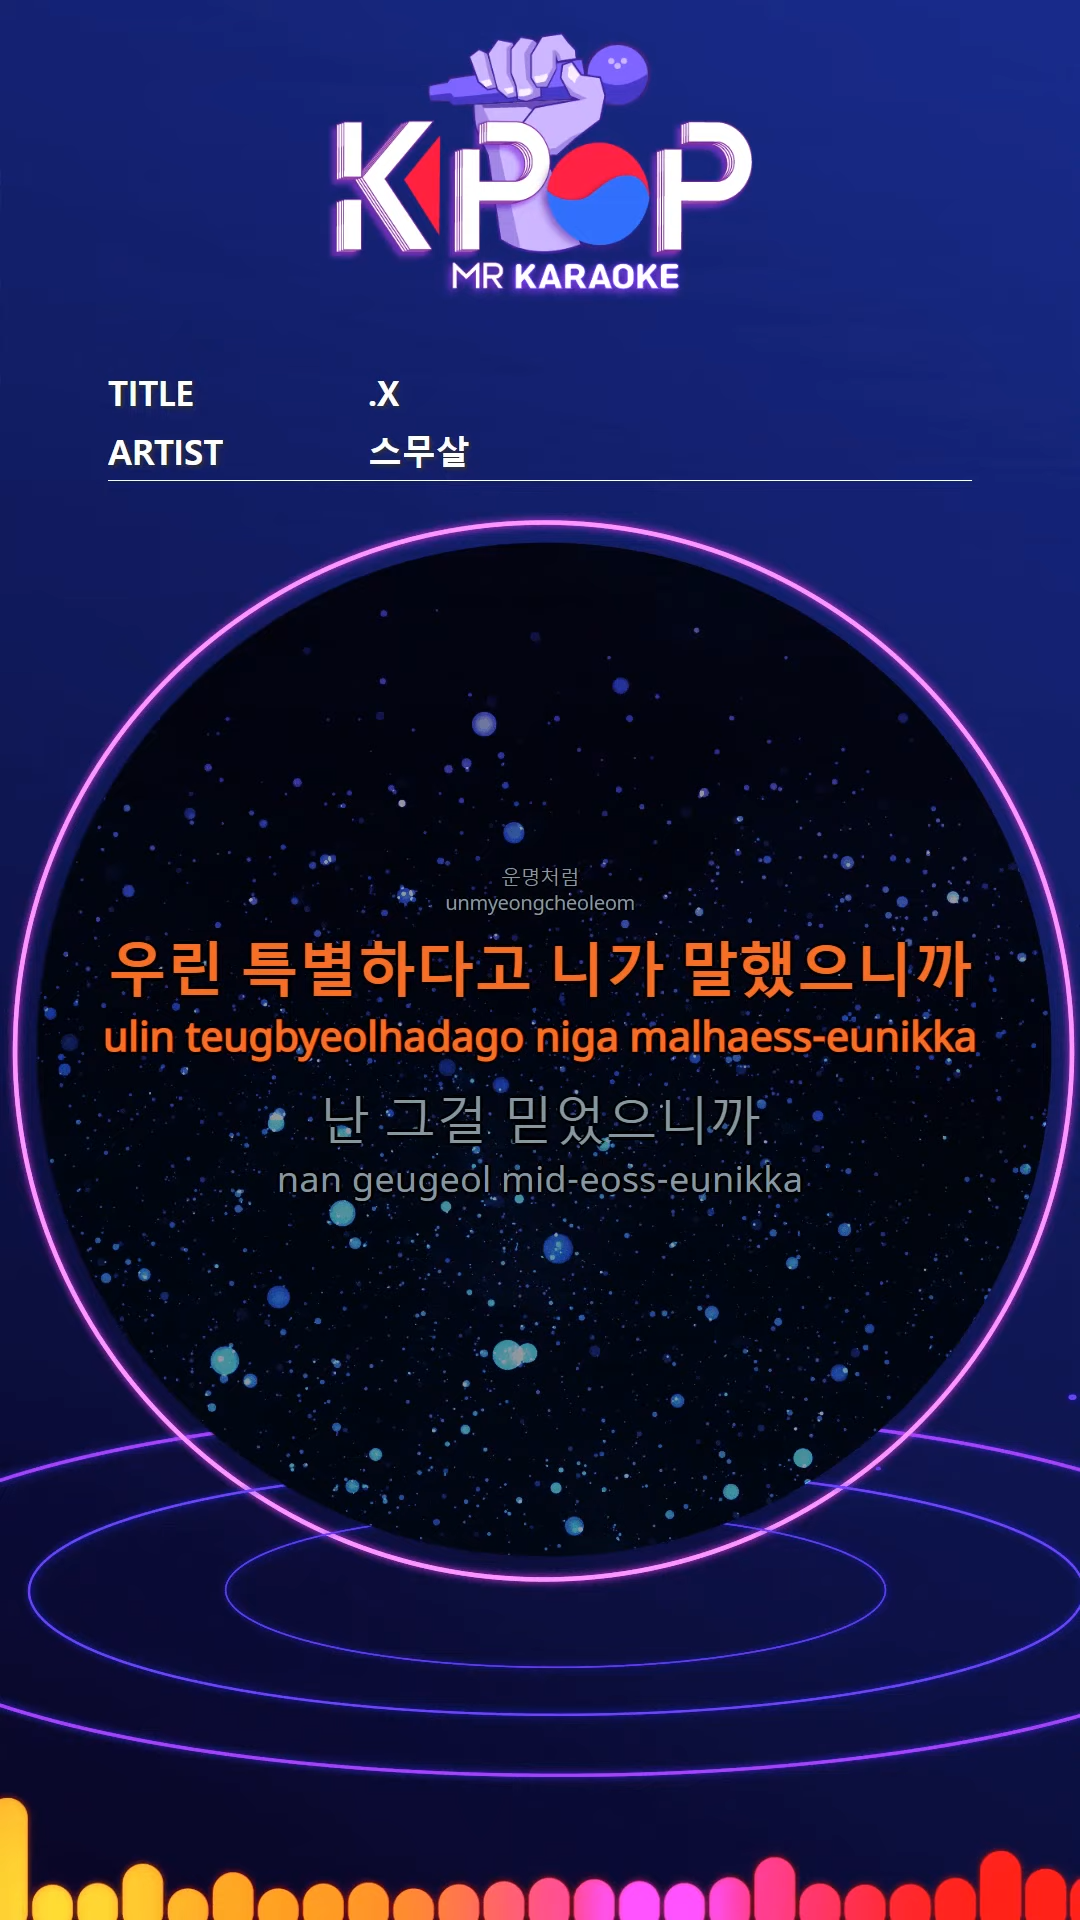 KPOP
MR KARAOKE
TITLE .X
ARTIST 스무살
운명처럼
unmyeongcheoleom
우린 특별하다고 니가 말했으니까
ulin teugbyeolhadago niga malhaess-eunikka
난 그걸 믿었으니까
nan geugeol mid-eoss-eunikka